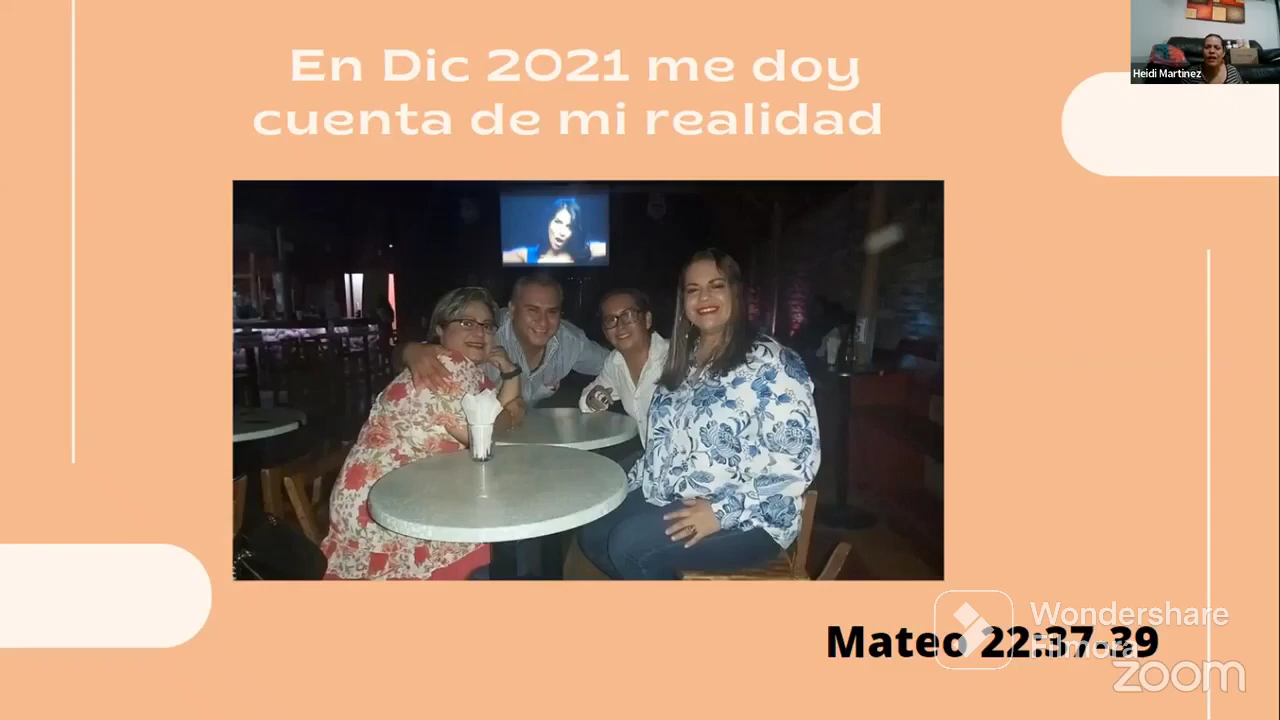 En Dic 2021 me doy
cuenta de mi realidad
Heidi Martinez
Mateo 22:37-39
Wondershare
Filmora
zoom